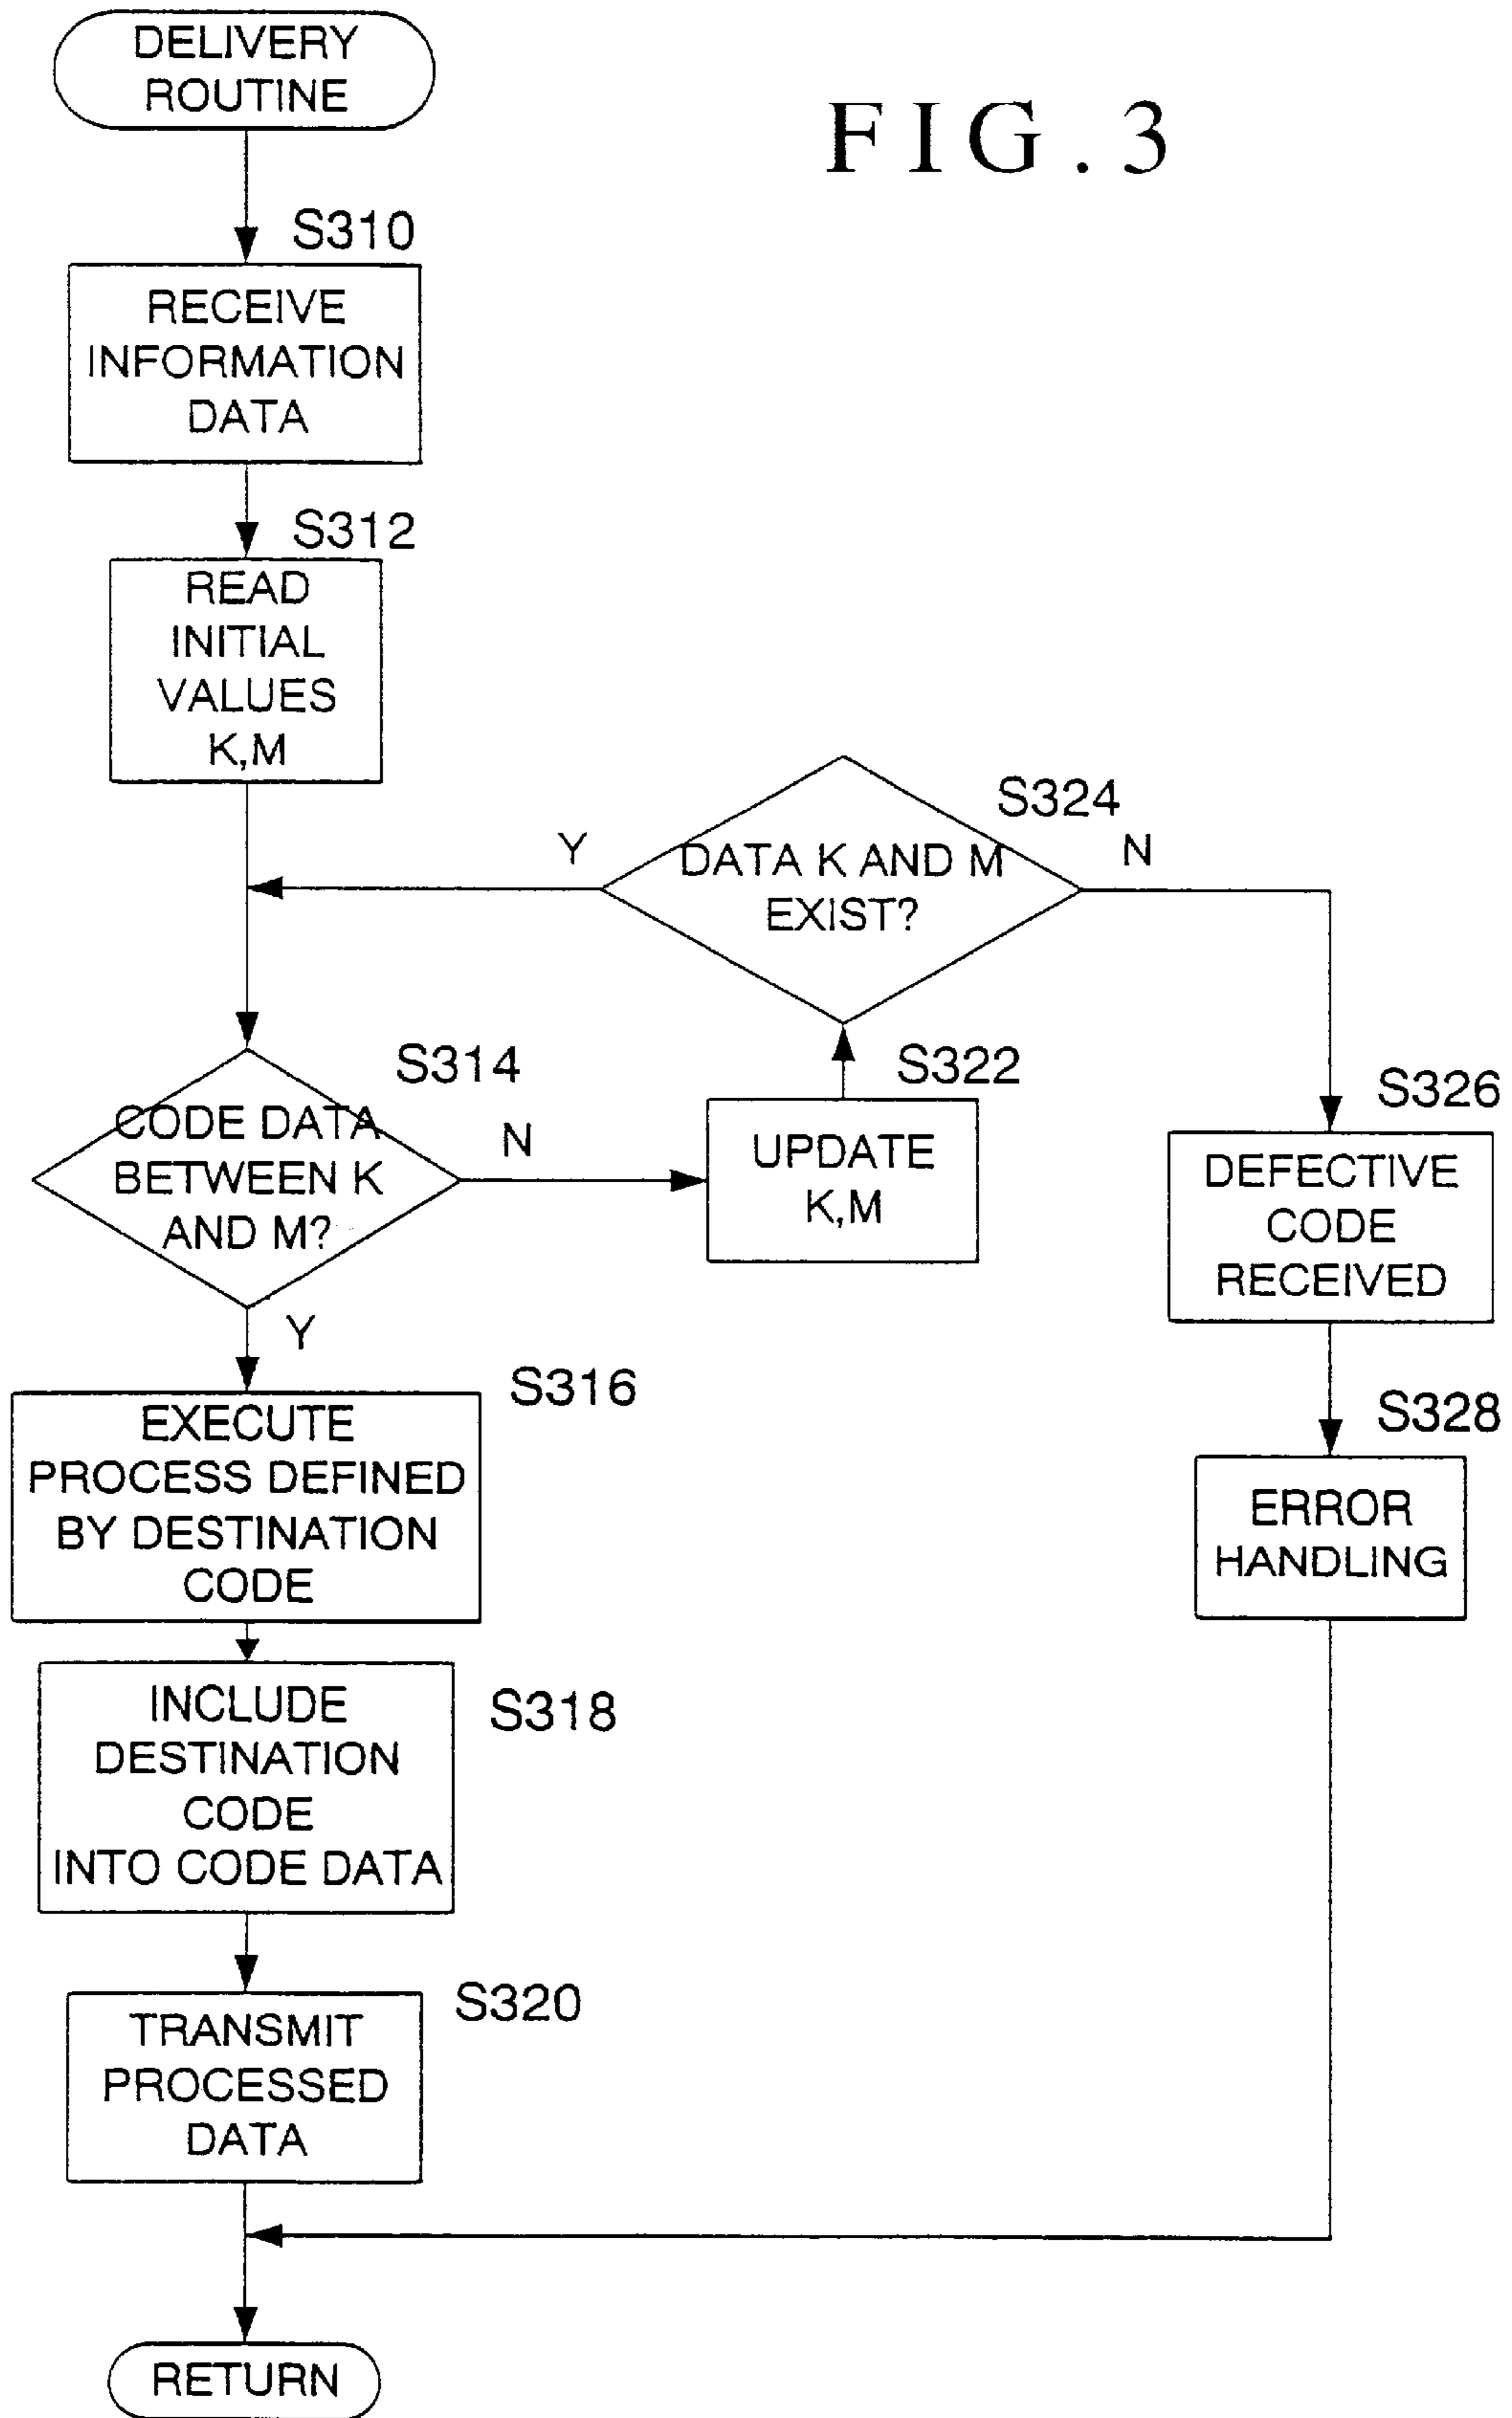 DELIVERY
ROUTINE
FIG.3
S310
RECEIVE
INFORMATION
DATA
S312
READ
INITIAL
VALUES
K,M
S324
Y
DATA K AND M
EXIST?
N
S314
CODE DATA
BETWEEN K
AND M?
N
Y
S322
UPDATE
K,M
S326
DEFECTIVE
CODE
RECEIVED
S328
ERROR
HANDLING
S316
EXECUTE
PROCESS DEFINED
BY DESTINATION
CODE
S318
INCLUDE
DESTINATION
CODE
INTO CODE DATA
S320
TRANSMIT
PROCESSED
DATA
RETURN